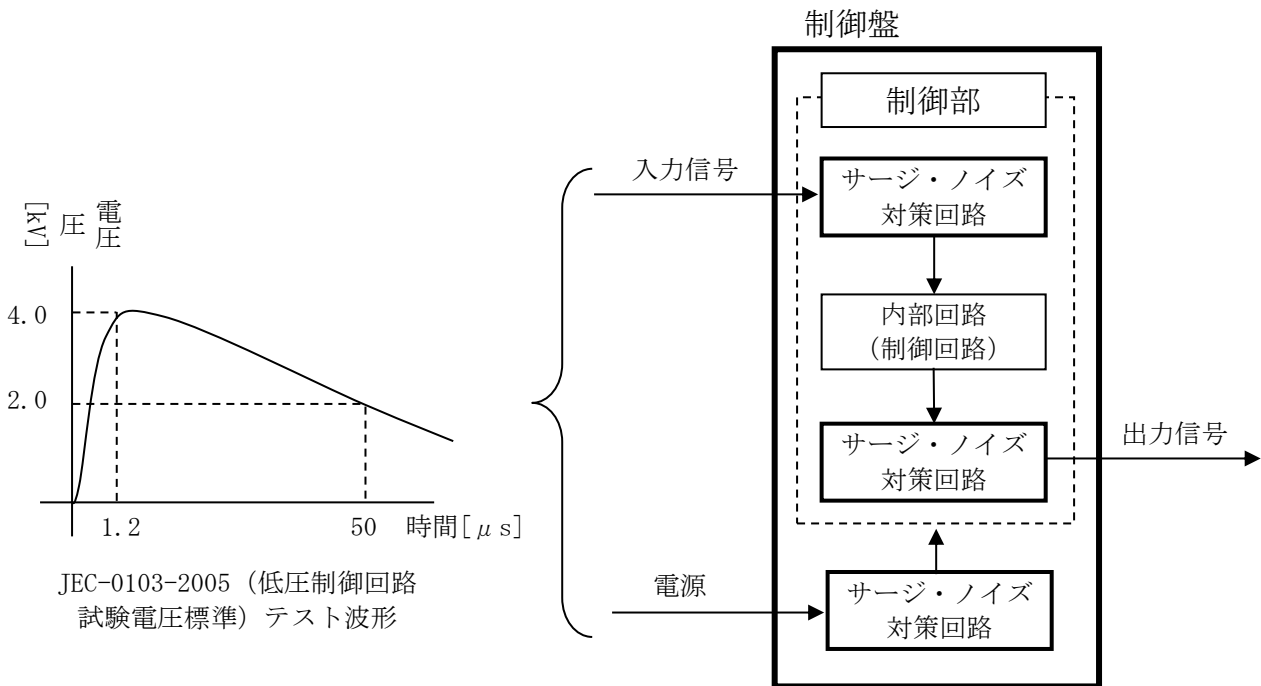 制御盤
制御部
入力信号
サージ・ノイズ
対策回路
電圧
圧
[kV]
4.0
2.0
1.2
50
時間[μs]
JEC-0103-2005（低圧制御回路
試験電圧標準）テスト波形
内部回路
（制御回路）
サージ・ノイズ
対策回路
出力信号
電源
サージ・ノイズ
対策回路